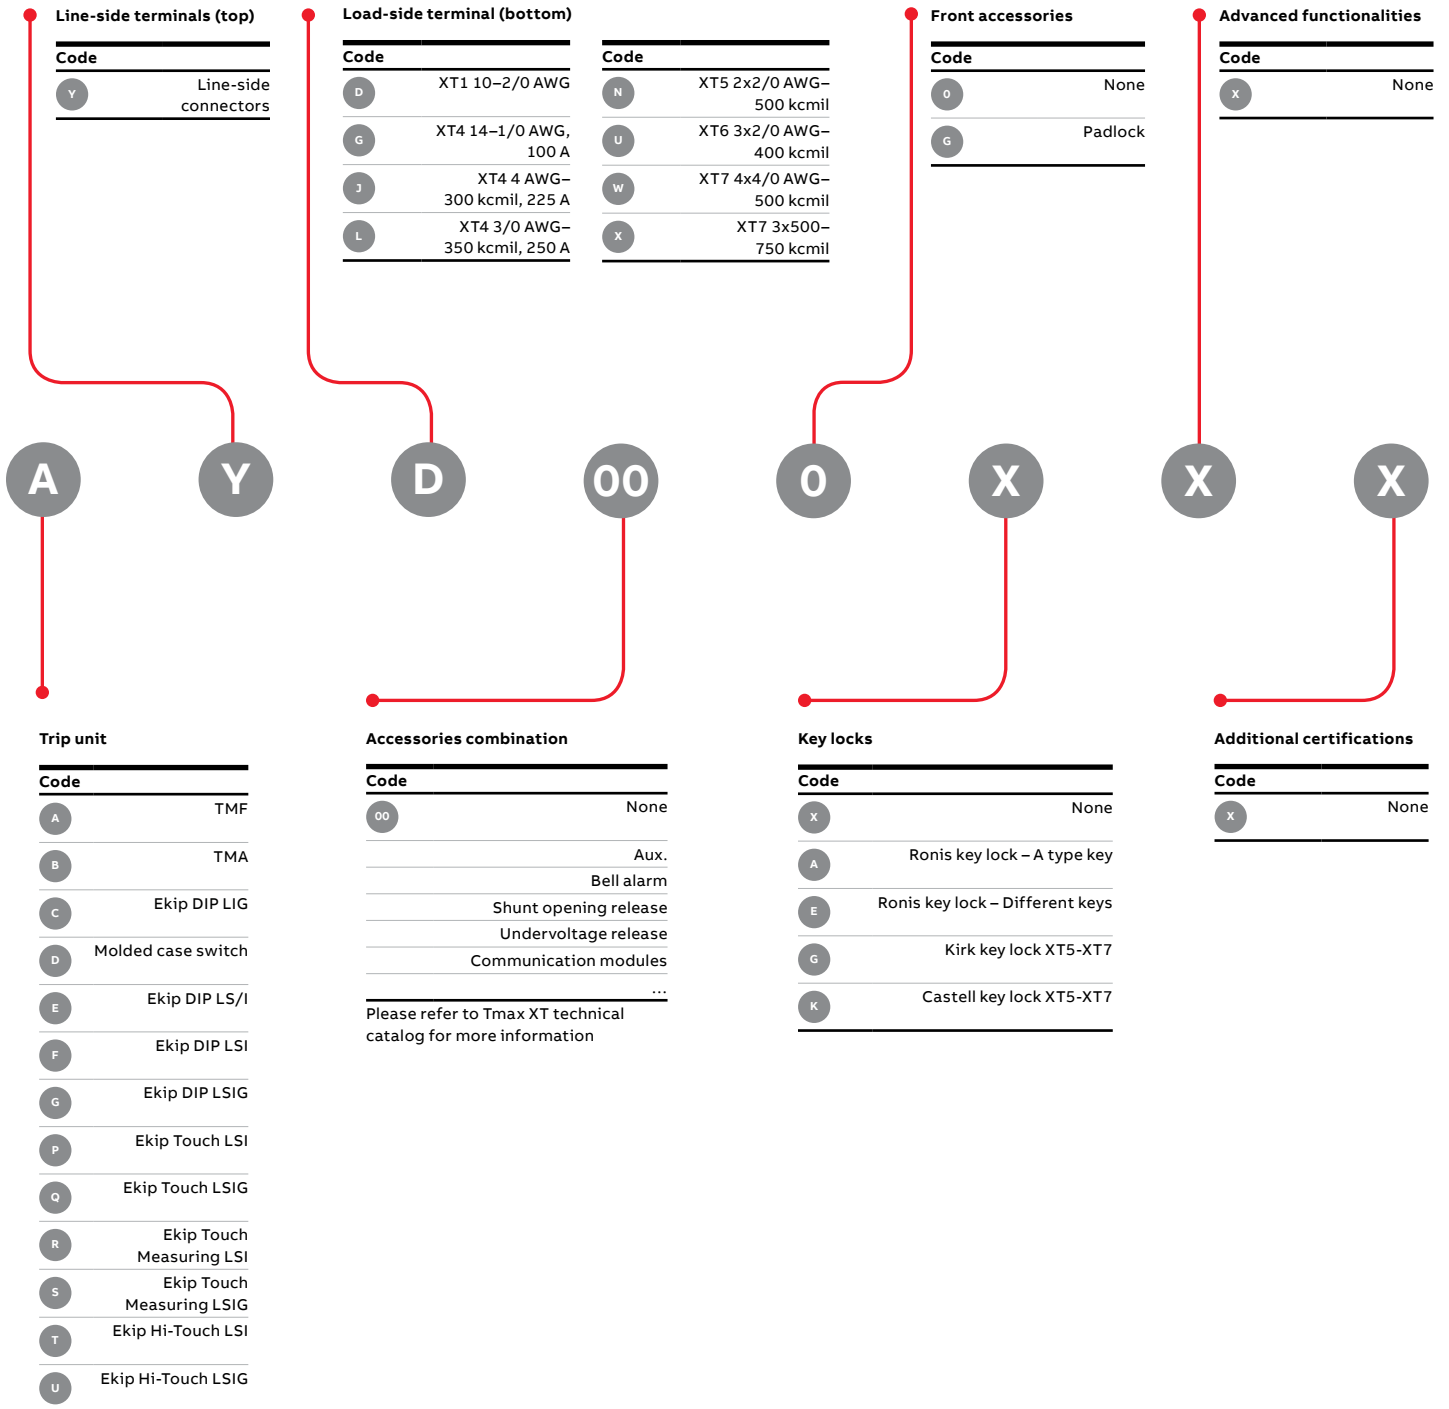 Line-side terminals (top)
Code
Y
Line-side
connectors
Load-side terminal (bottom)
Code
D
XT1 10–2/0 AWG
G
XT4 14–1/0 AWG,
100 A
J
XT4 4 AWG–
300 kcmil, 225 A
L
XT4 3/0 AWG–
350 kcmil, 250 A
Code
N
XT5 2x2/0 AWG–
500 kcmil
U
XT6 3x2/0 AWG–
400 kcmil
W
XT7 4x4/0 AWG–
500 kcmil
X
XT7 3x500–
750 kcmil
Front accessories
Code
0
None
G
Padlock
Advanced functionalities
Code
X
None
A
Y
D
00
0
X
X
X
Trip unit
Code
A
TMF
B
TMA
C
Ekip DIP LIG
D
Molded case switch
E
Ekip DIP LS/I
F
Ekip DIP LSI
G
Ekip DIP LSIG
P
Ekip Touch LSI
Q
Ekip Touch LSIG
R
Ekip Touch
Measuring LSI
S
Ekip Touch
Measuring LSIG
T
Ekip Hi-Touch LSI
U
Ekip Hi-Touch LSIG
Accessories combination
Code
00
None
Aux.
Bell alarm
Shunt opening release
Undervoltage release
Communication modules
...
Please refer to Tmax XT technical
catalog for more information
Key locks
Code
X
None
A
Ronis key lock – A type key
E
Ronis key lock – Different keys
G
Kirk key lock XT5-XT7
K
Castell key lock XT5-XT7
Additional certifications
Code
X
None